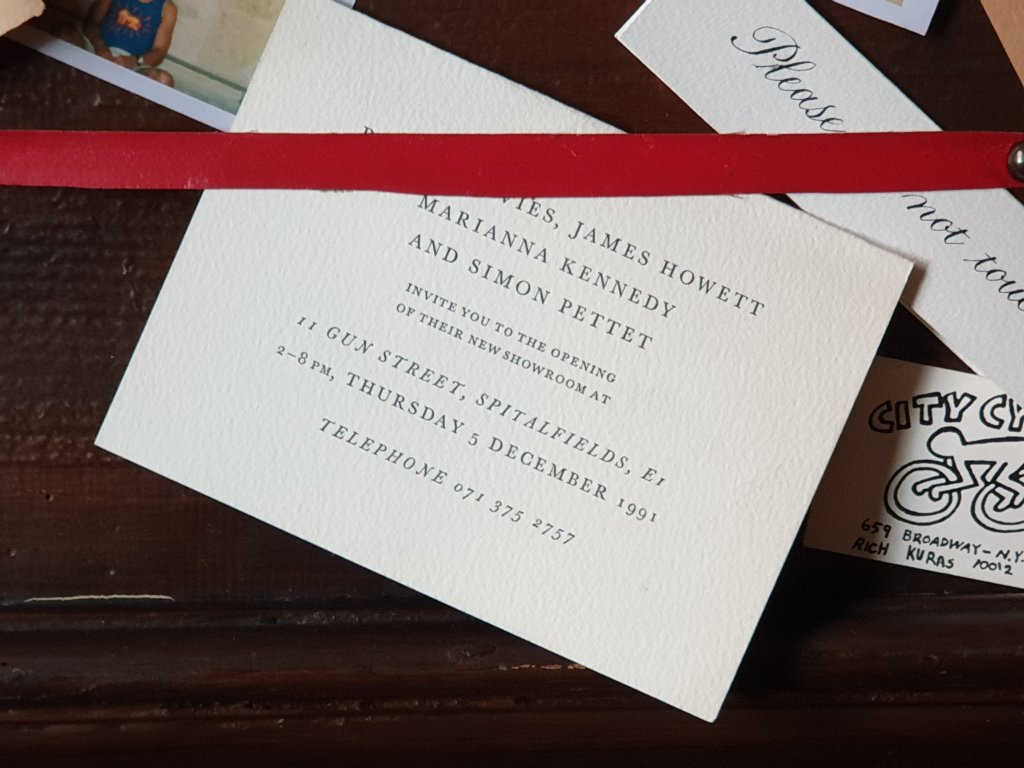 JAMES HOWETT
MARIANNA KENNEDY
AND SIMON PETTET
INVITE YOU TO THE OPENING
OF THEIR NEW SHOWROOM AT
11 GUN STREET, SPITALFIELDS, E1
2–8 PM, THURSDAY 5 DECEMBER 1991
TELEPHONE 071 375 2757
Please
not
CITY
659 BROADWAY – N.Y.
RICH KURAS 10012